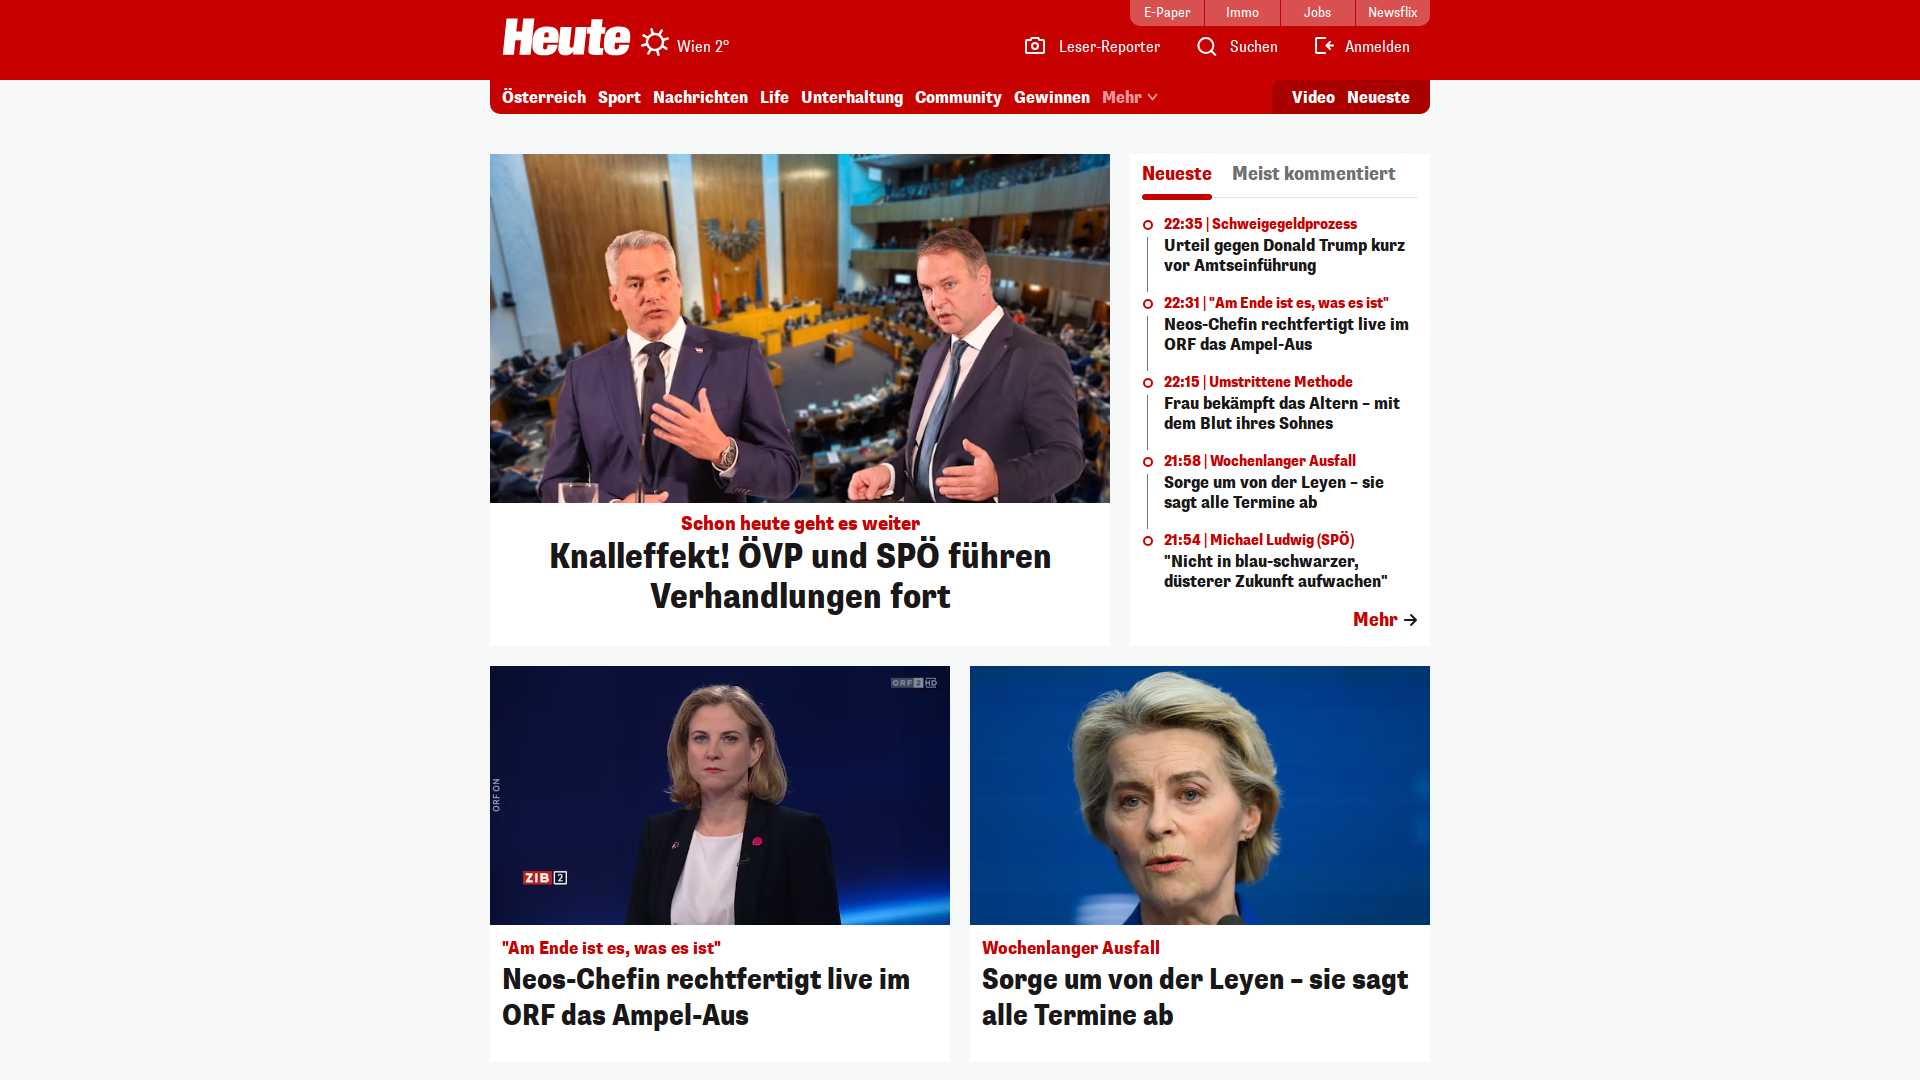 E-Paper
Immo
Jobs
Newsflix
Heute
Wien 2°
Leser-Reporter
Suchen
Anmelden
Österreich
Sport
Nachrichten
Life
Unterhaltung
Community
Gewinnen
Mehr
Video
Neueste
Schon heute geht es weiter
Knalleffekt! ÖVP und SPÖ führen
Verhandlungen fort
Neueste
Meist kommentiert
22:35 | Schweigegeldprozess
Urteil gegen Donald Trump kurz
vor Amtseinführung
22:31 | "Am Ende ist es, was es ist"
Neos-Chefin rechtfertigt live im
ORF das Ampel-Aus
22:15 | Umstrittene Methode
Frau bekämpft das Altern – mit
dem Blut ihres Sohnes
21:58 | Wochenlanger Ausfall
Sorge um von der Leyen – sie
sagt alle Termine ab
21:54 | Michael Ludwig (SPÖ)
"Nicht in blau-schwarzer,
düsterer Zukunft aufwachen"
Mehr
ORF 2 HD
ORF ON
ZIB 2
"Am Ende ist es, was es ist"
Neos-Chefin rechtfertigt live im
ORF das Ampel-Aus
Wochenlanger Ausfall
Sorge um von der Leyen – sie sagt
alle Termine ab